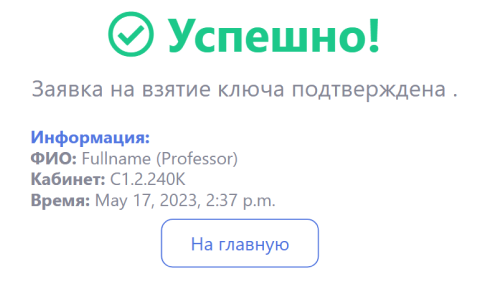 Успешно!
Заявка на взятие ключа подтверждена .
Информация:
ФИО: Fullname (Professor)
Кабинет: C1.2.240K
Время: May 17, 2023, 2:37 p.m.
На главную